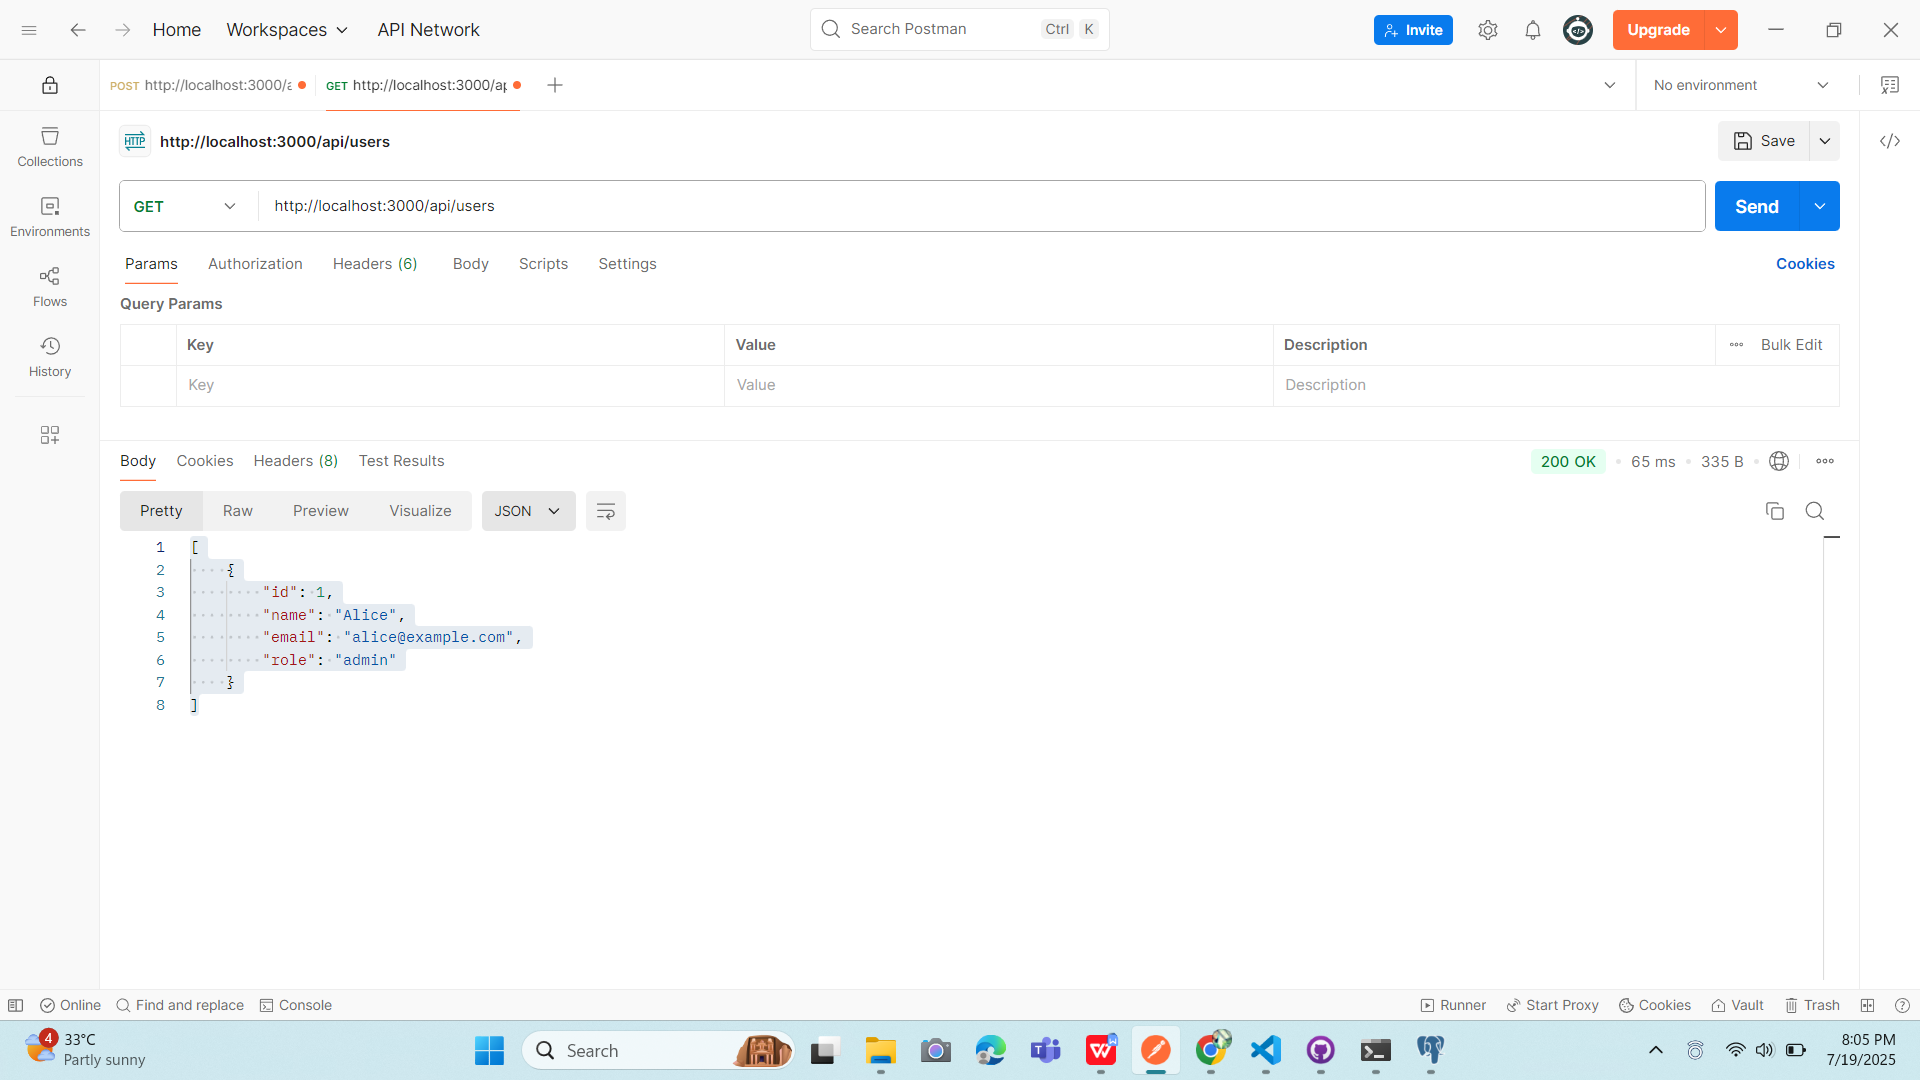 Home Workspaces API Network Search Postman Ctrl K Invite Upgrade
POST http://localhost:3000/a GET http://localhost:3000/ap No environment
HTTP http://localhost:3000/api/users Save
GET http://localhost:3000/api/users Send
Params Authorization Headers (6) Body Scripts Settings Cookies
Query Params
Key Value Description Bulk Edit
Key Value Description
Collections
Environments
Flows
History
Body Cookies Headers (8) Test Results 200 OK 65 ms 335 B
Pretty Raw Preview Visualize JSON
1 [
2 {
3 "id": 1,
4 "name": "Alice",
5 "email": "alice@example.com",
6 "role": "admin"
7 }
8 ]
Online Find and replace Console Runner Start Proxy Cookies Vault Trash
4 33°C
Partly sunny
Search
8:05 PM
7/19/2025